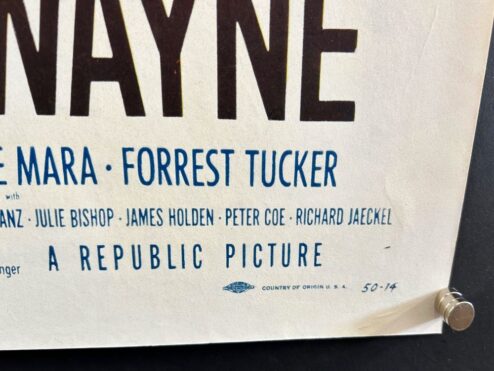 WAYNE
E MARA · FORREST TUCKER
with
ANZ · JULIE BISHOP · JAMES HOLDEN · PETER COE · RICHARD JAECKEL
nger A REPUBLIC PICTURE
COUNTRY OF ORIGIN U. S. A. 50-14